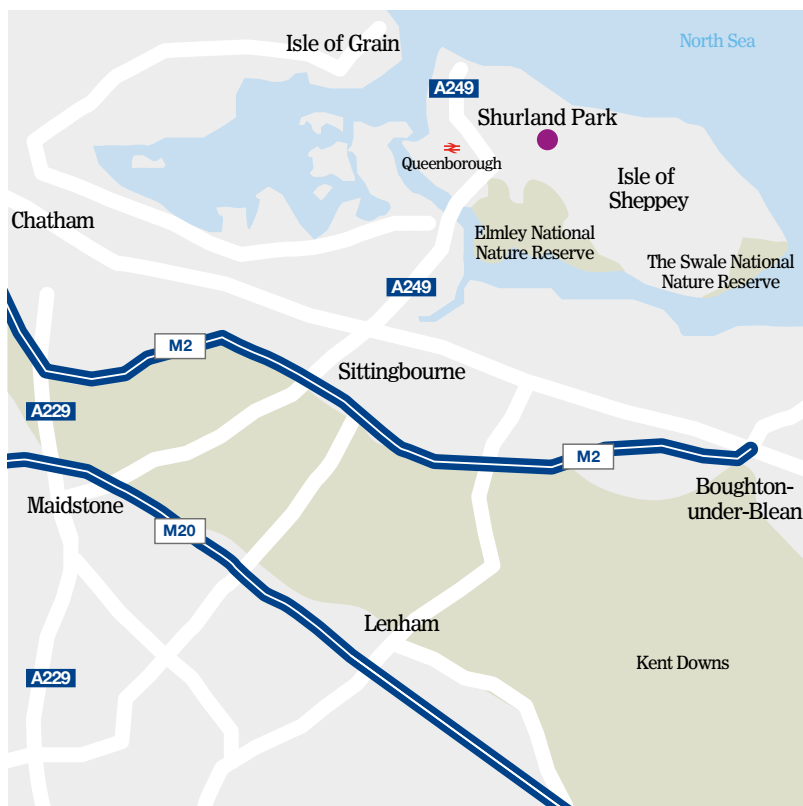 Isle of Grain
North Sea
A249
Shurland Park
Queenborough
Isle of
Sheppey
Chatham
Elmley National
Nature Reserve
The Swale National
Nature Reserve
A249
M2
Sittingbourne
A229
M2
Maidstone
Boughton-
under-Blean
M20
Lenham
Kent Downs
A229